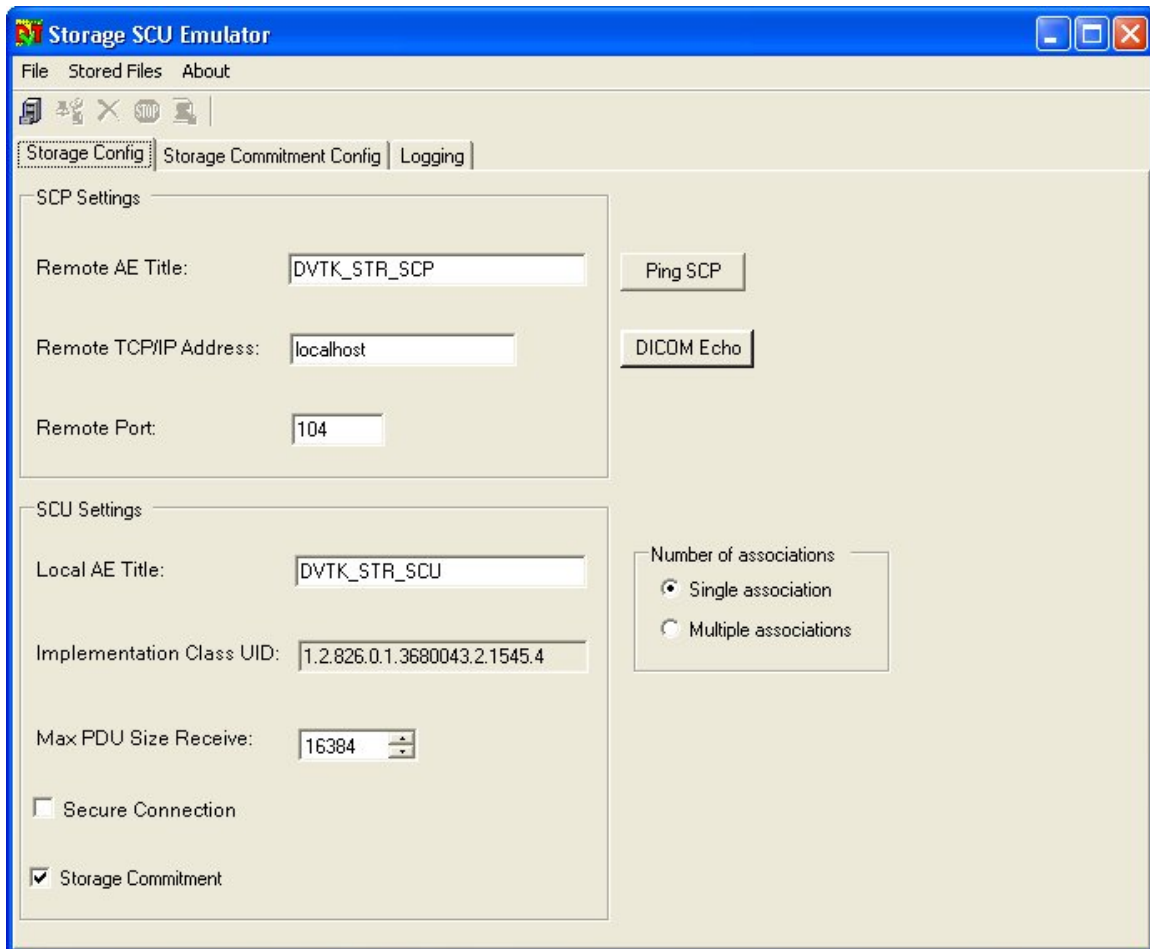 Storage SCU Emulator
File Stored Files About
STOP
Storage Config Storage Commitment Config Logging
SCP Settings
Remote AE Title: DVTK_STR_SCP Ping SCP
Remote TCP/IP Address: localhost DICOM Echo
Remote Port: 104
SCU Settings
Local AE Title: DVTK_STR_SCU
Number of associations
Single association
Multiple associations
Implementation Class UID: 1.2.826.0.1.3680043.2.1545.4
Max PDU Size Receive: 16384
Secure Connection
Storage Commitment